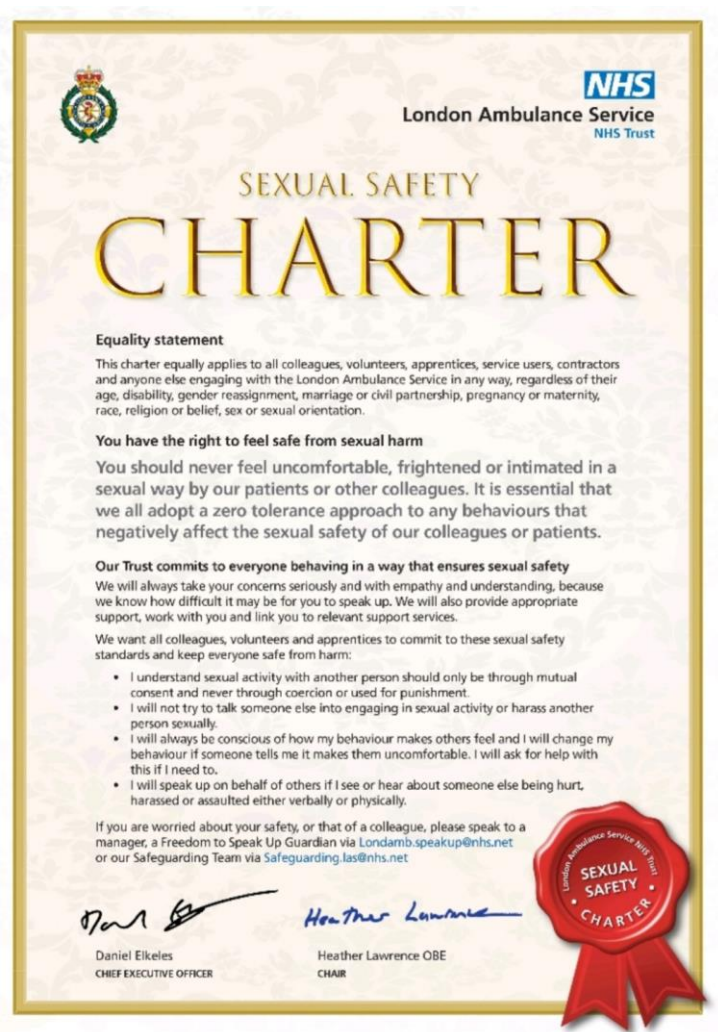 NHS
London Ambulance Service
NHS Trust
SEXUAL SAFETY
CHARTER
Equality statement
This charter equally applies to all colleagues, volunteers, apprentices, service users, contractors
and anyone else engaging with the London Ambulance Service in any way, regardless of their
age, disability, gender reassignment, marriage or civil partnership, pregnancy or maternity,
race, religion or belief, sex or sexual orientation.
You have the right to feel safe from sexual harm
You should never feel uncomfortable, frightened or intimated in a
sexual way by our patients or other colleagues. It is essential that
we all adopt a zero tolerance approach to any behaviours that
negatively affect the sexual safety of our colleagues or patients.
Our Trust commits to everyone behaving in a way that ensures sexual safety
We will always take your concerns seriously and with empathy and understanding, because
we know how difficult it may be for you to speak up. We will also provide appropriate
support, work with you and link you to relevant support services.
We want all colleagues, volunteers and apprentices to commit to these sexual safety
standards and keep everyone safe from harm:
• I understand sexual activity with another person should only be through mutual
consent and never through coercion or used for punishment.
• I will not try to talk someone else into engaging in sexual activity or harass another
person sexually.
• I will always be conscious of how my behaviour makes others feel and I will change my
behaviour if someone tells me it makes them uncomfortable. I will ask for help with
this if I need to.
• I will speak up on behalf of others if I see or hear about someone else being hurt,
harassed or assaulted either verbally or physically.
If you are worried about your safety, or that of a colleague, please speak to a
manager, a Freedom to Speak Up Guardian via Londamb.speakup@nhs.net
or our Safeguarding Team via Safeguarding.las@nhs.net
London Ambulance Service NHS Trust
SEXUAL
SAFETY
CHARTER
Heather Lawrence
Daniel Elkeles
CHIEF EXECUTIVE OFFICER
Heather Lawrence OBE
CHAIR